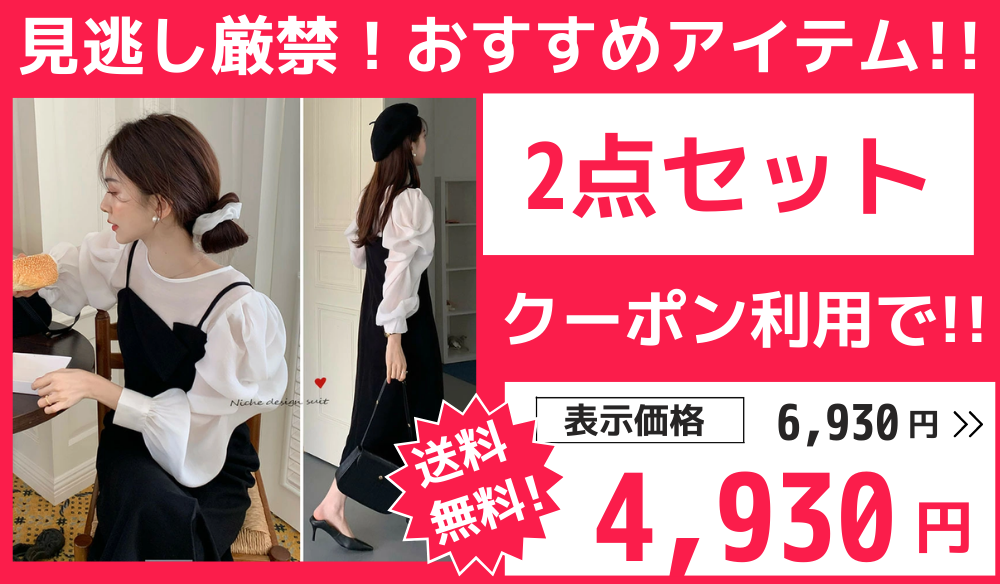 見逃し厳禁！おすすめアイテム!!
2点セット
クーポン利用で!!
Niche design suit
表示価格 6,930円 >>
送料
無料!
4,930円